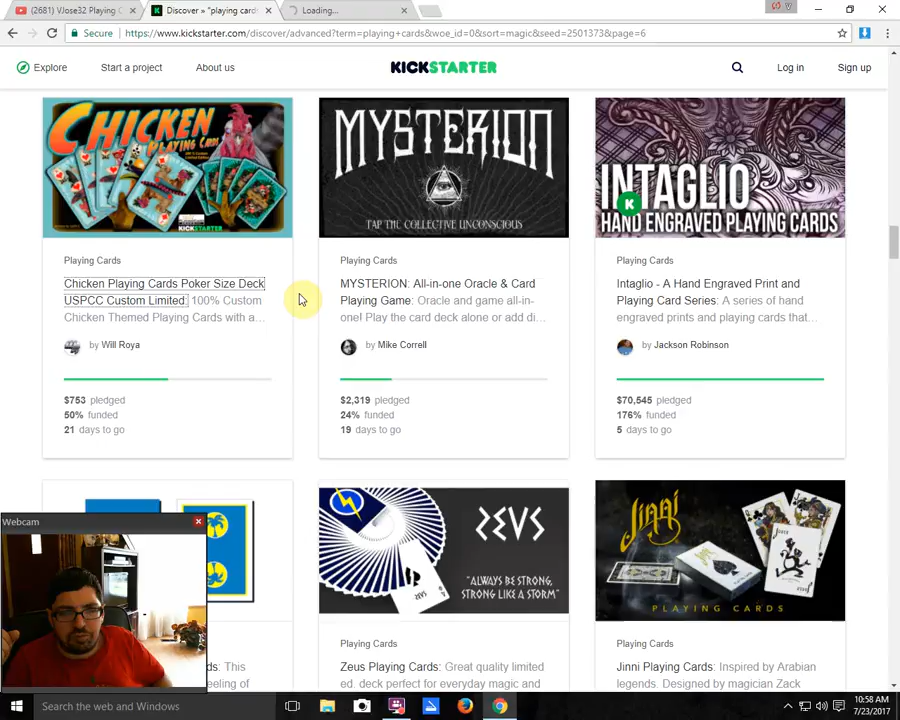 (2681) VJose32 Playing C
Discover » "playing cards
Loading...
Secure
https://www.kickstarter.com/discover/advanced?term=playing+cards&woe_id=0&sort=magic&seed=2501373&page=6
Explore
Start a project
About us
KICKSTARTER
Log in
Sign up
CHICKEN
PLAYING CARDS
KICKSTARTER
MYSTERION
TAP THE COLLECTIVE UNCONSCIOUS
INTAGLIO
K
HAND ENGRAVED PLAYING CARDS
Playing Cards
Chicken Playing Cards Poker Size Deck
USPCC Custom Limited: 100% Custom
Chicken Themed Playing Cards with a...
by Will Roya
$753 pledged
50% funded
21 days to go
Playing Cards
MYSTERION: All-in-one Oracle & Card
Playing Game: Oracle and game all-in-
one! Play the card deck alone or add di...
by Mike Correll
$2,319 pledged
24% funded
19 days to go
Playing Cards
Intaglio - A Hand Engraved Print and
Playing Card Series: A series of hand
engraved prints and playing cards that...
by Jackson Robinson
$70,545 pledged
176% funded
5 days to go
Webcam
ZEVS
"ALWAYS BE STRONG,
STRONG LIKE A STORM"
Jinni
PLAYING CARDS
Playing Cards
Playing Cards
rds: This
Zeus Playing Cards: Great quality limited
Jinni Playing Cards: Inspired by Arabian
eeling of
ed. deck perfect for everyday magic and
legends. Designed by magician Zack
Search the web and Windows
10:58 AM
7/23/2017